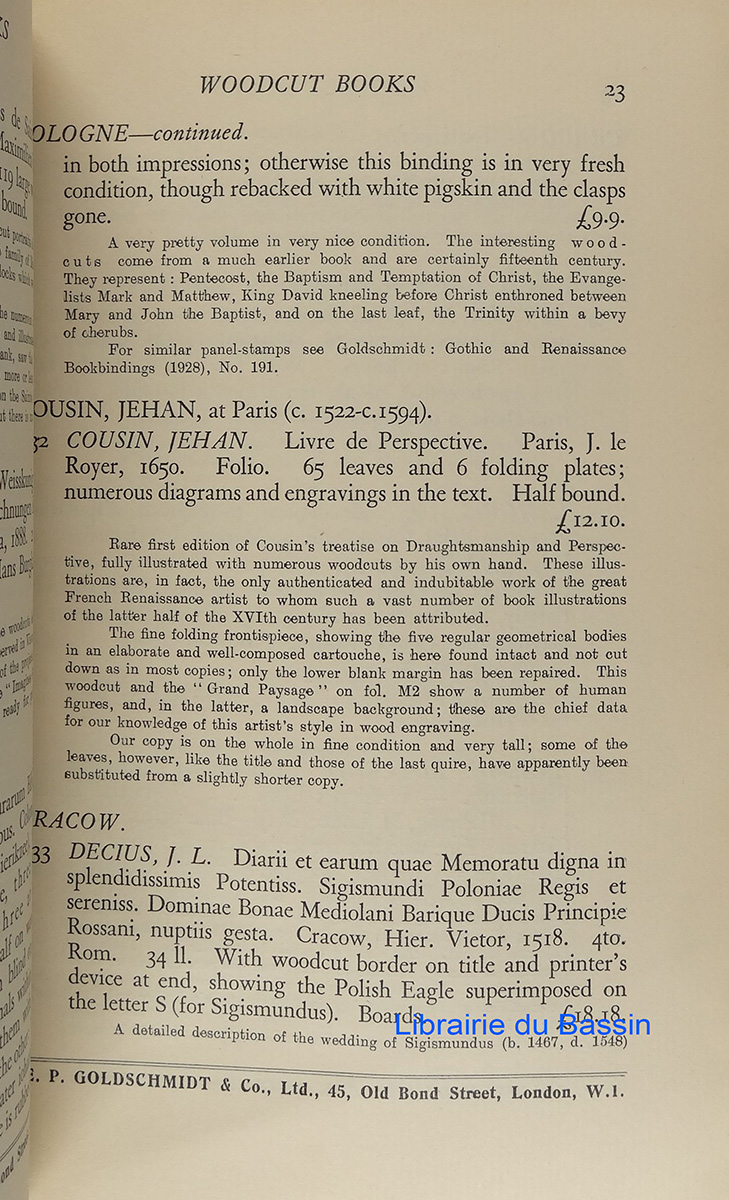 WOODCUT BOOKS
23
OLOGNE—continued.
in both impressions; otherwise this binding is in very fresh
condition, though rebacked with white pigskin and the clasps
gone. £9.9.
A very pretty volume in very nice condition. The interesting wood-
cuts come from a much earlier book and are certainly fifteenth century.
They represent : Pentecost, the Baptism and Temptation of Christ, the Evange-
lists Mark and Matthew, King David kneeling before Christ enthroned between
Mary and John the Baptist, and on the last leaf, the Trinity within a bevy
of cherubs.
For similar panel-stamps see Goldschmidt : Gothic and Renaissance
Bookbindings (1928), No. 191.
OUSIN, JEHAN, at Paris (c. 1522-c.1594).
32 COUSIN, JEHAN. Livre de Perspective. Paris, J. le
Royer, 1650. Folio. 65 leaves and 6 folding plates;
numerous diagrams and engravings in the text. Half bound.
£12.10.
Rare first edition of Cousin's treatise on Draughtsmanship and Perspec-
tive, fully illustrated with numerous woodcuts by his own hand. These illus-
trations are, in fact, the only authenticated and indubitable work of the great
French Renaissance artist to whom such a vast number of book illustrations
of the latter half of the XVIth century has been attributed.
The fine folding frontispiece, showing the five regular geometrical bodies
in an elaborate and well-composed cartouche, is here found intact and not cut
down as in most copies; only the lower blank margin has been repaired. This
woodcut and the "Grand Paysage" on fol. M2 show a number of human
figures, and, in the latter, a landscape background; these are the chief data
for our knowledge of this artist's style in wood engraving.
Our copy is on the whole in fine condition and very tall; some of the
leaves, however, like the title and those of the last quire, have apparently been
substituted from a slightly shorter copy.
RACOW.
33 DECIUS, J. L. Diarii et earum quae Memoratu digna in
splendidissimis Potentiss. Sigismundi Poloniae Regis et
sereniss. Dominae Bonae Mediolani Barique Ducis Principie
Rossani, nuptiis gesta. Cracow, Hier. Vietor, 1518. 4to.
Rom. 34 ll. With woodcut border on title and printer's
device at end, showing the Polish Eagle superimposed on
the letter S (for Sigismundus). Boards. £18.18.
Librairie du Bassin
A detailed description of the wedding of Sigismundus (b. 1467, d. 1548)
. P. GOLDSCHMIDT & Co., Ltd., 45, Old Bond Street, London, W.1.